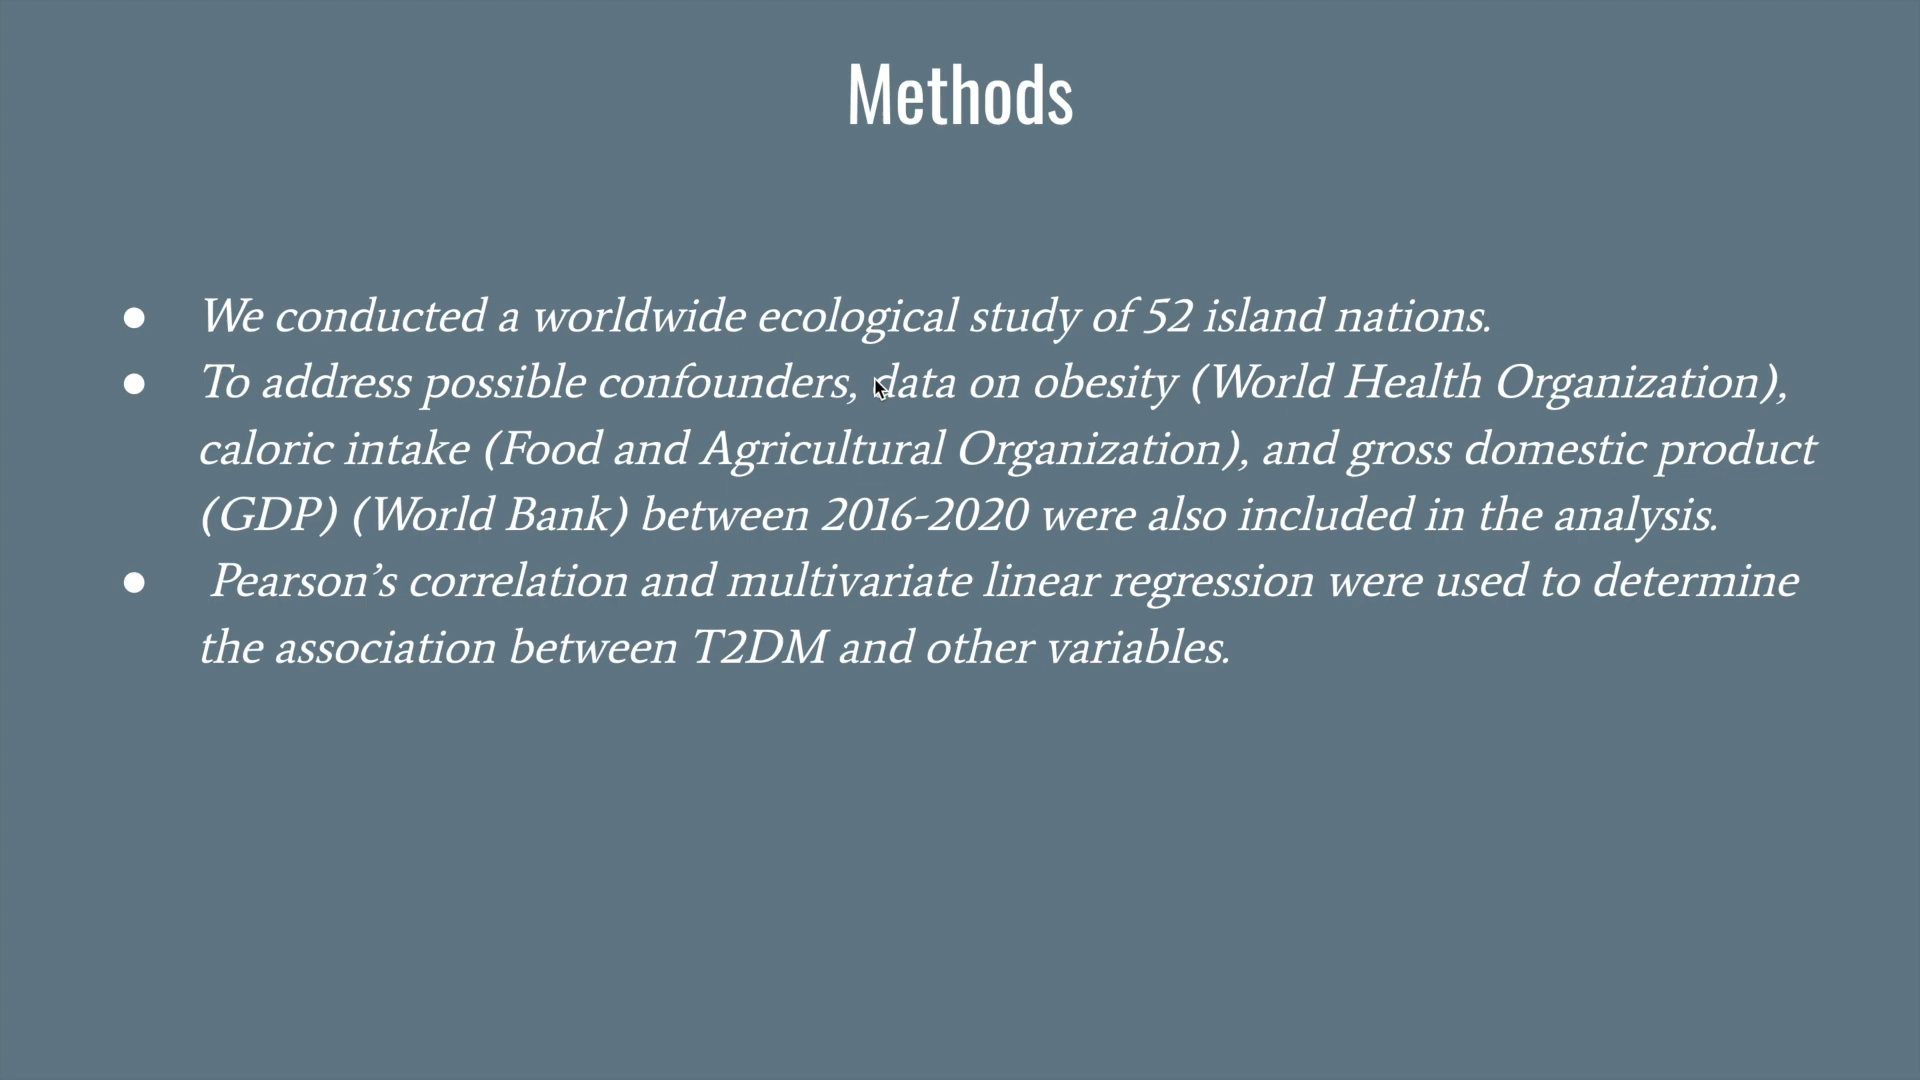 Methods
● We conducted a worldwide ecological study of 52 island nations.
● To address possible confounders, data on obesity (World Health Organization),
caloric intake (Food and Agricultural Organization), and gross domestic product
(GDP) (World Bank) between 2016-2020 were also included in the analysis.
● Pearson’s correlation and multivariate linear regression were used to determine
the association between T2DM and other variables.